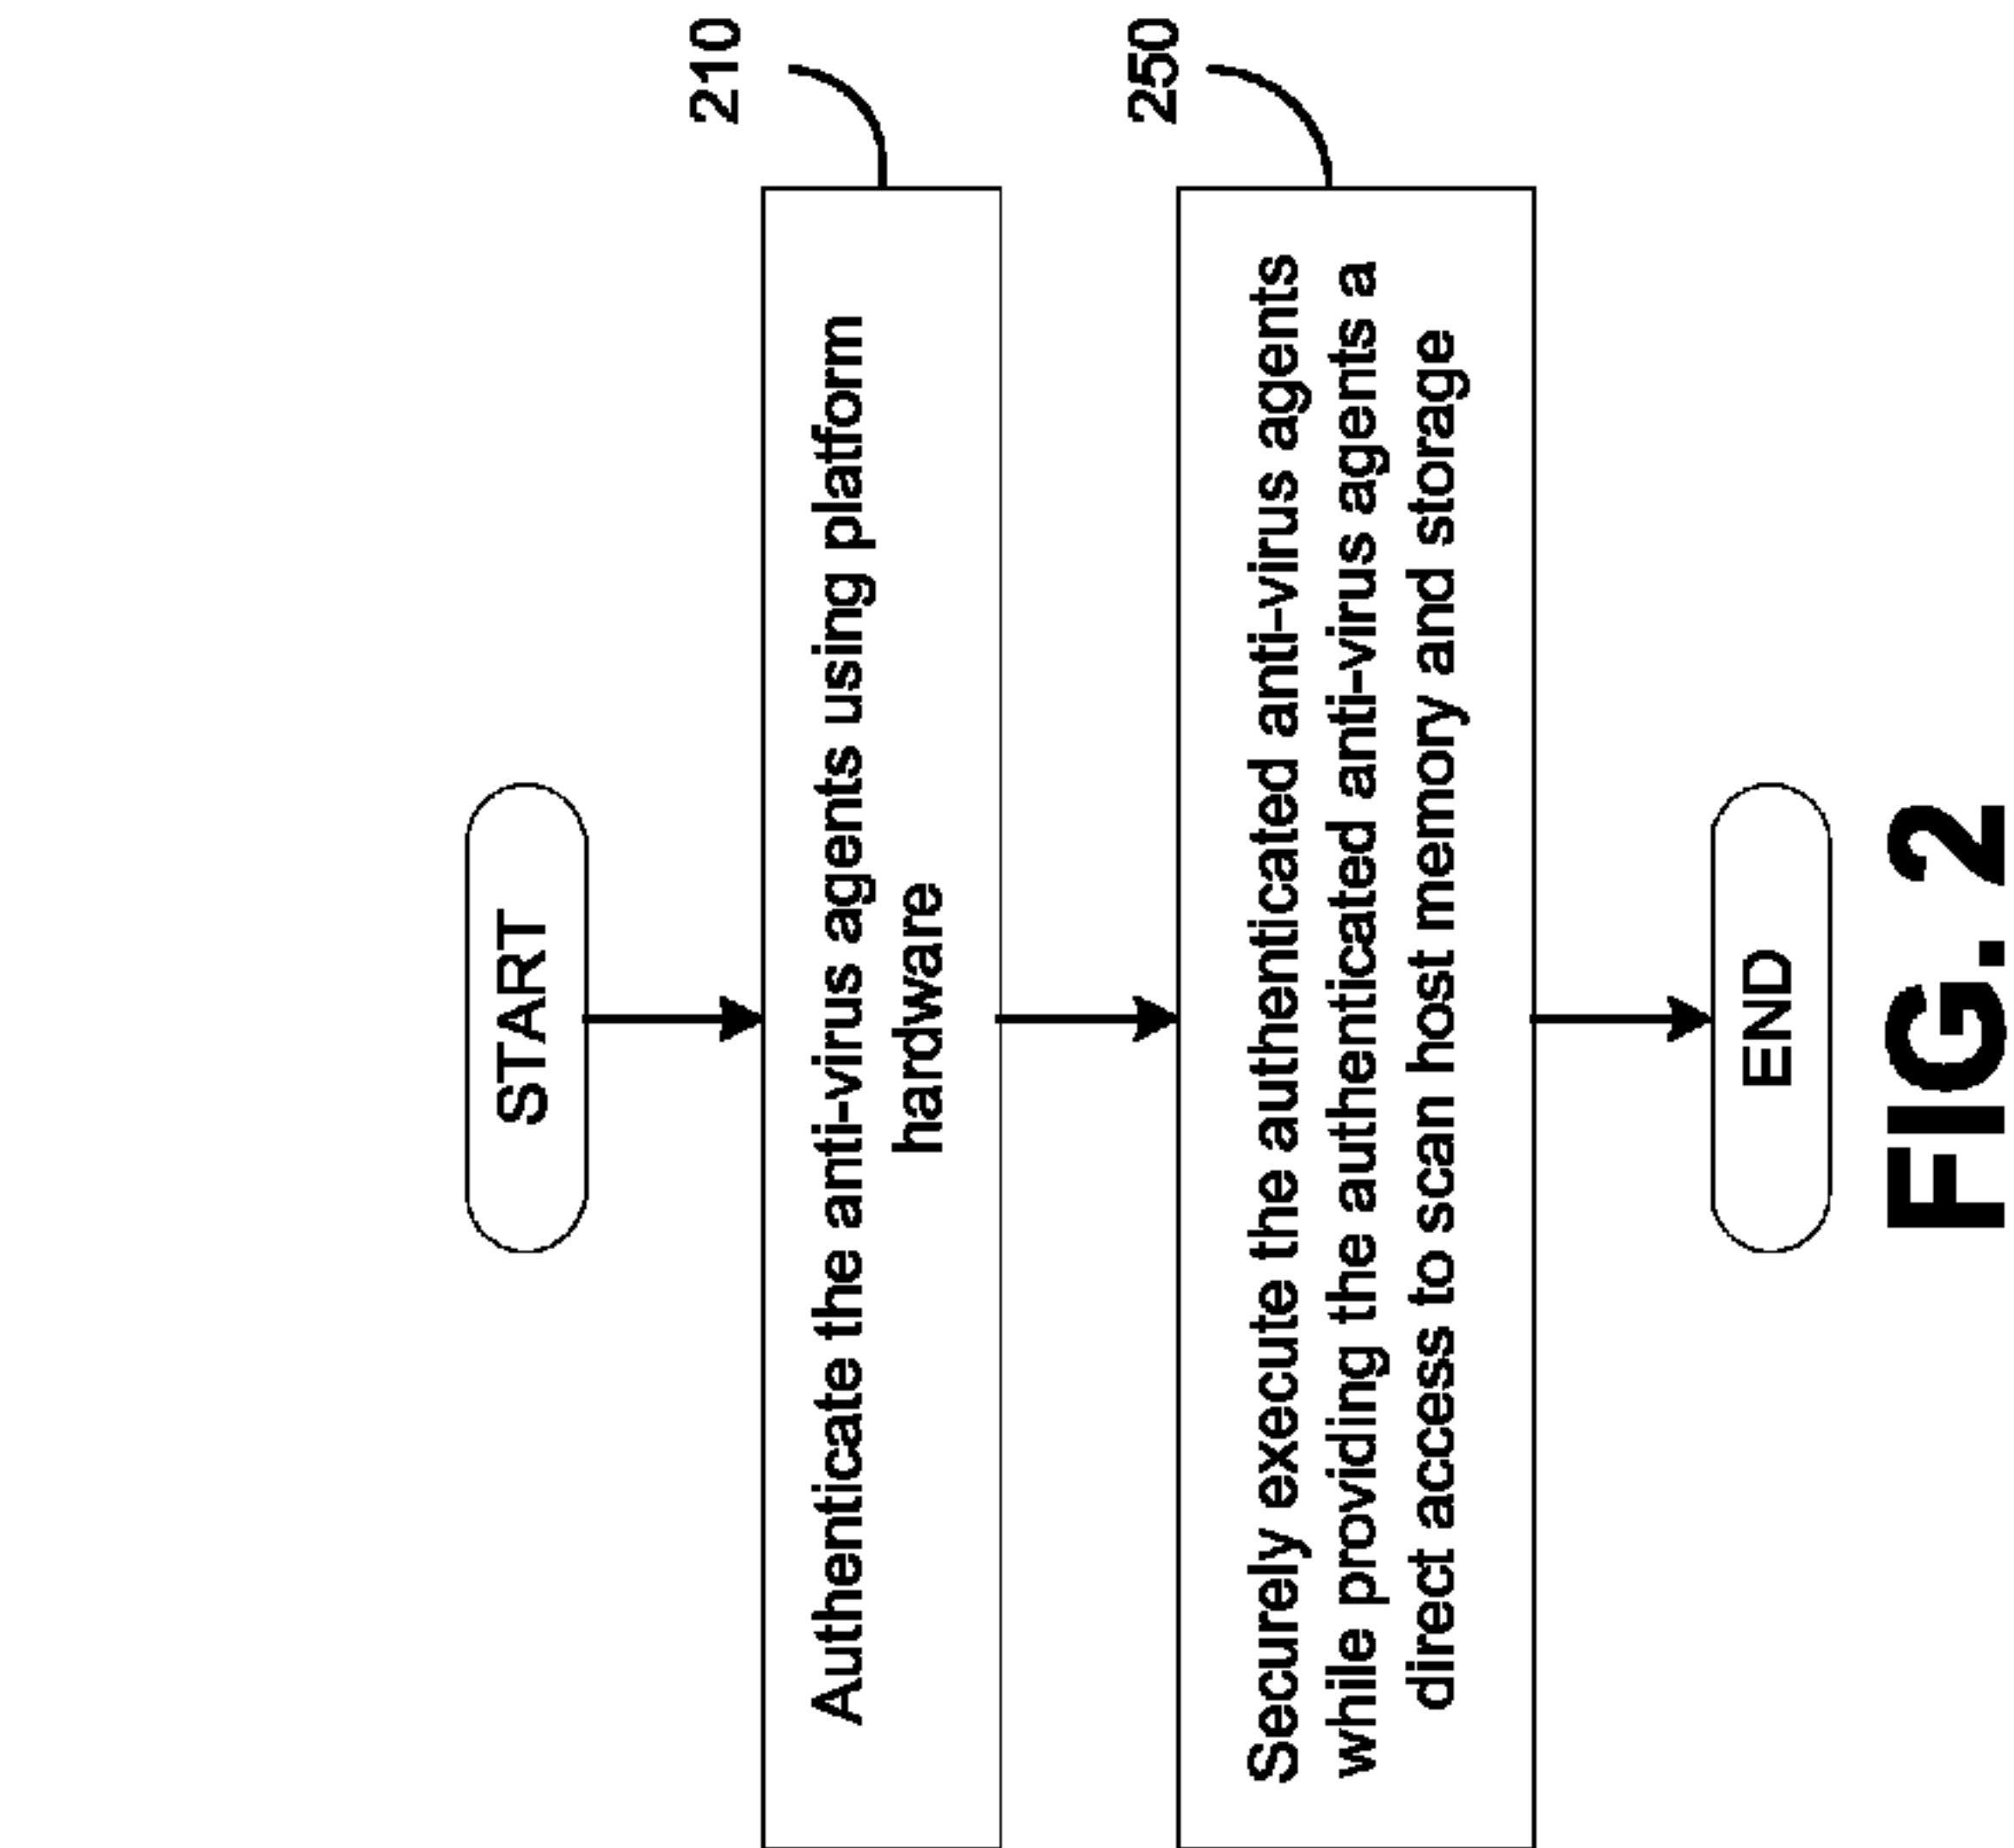 START
210
Authenticate the anti-virus agents using platform
hardware
250
Securely execute the authenticated anti-virus agents
while providing the authenticated anti-virus agents a
direct access to scan host memory and storage
END
FIG. 2